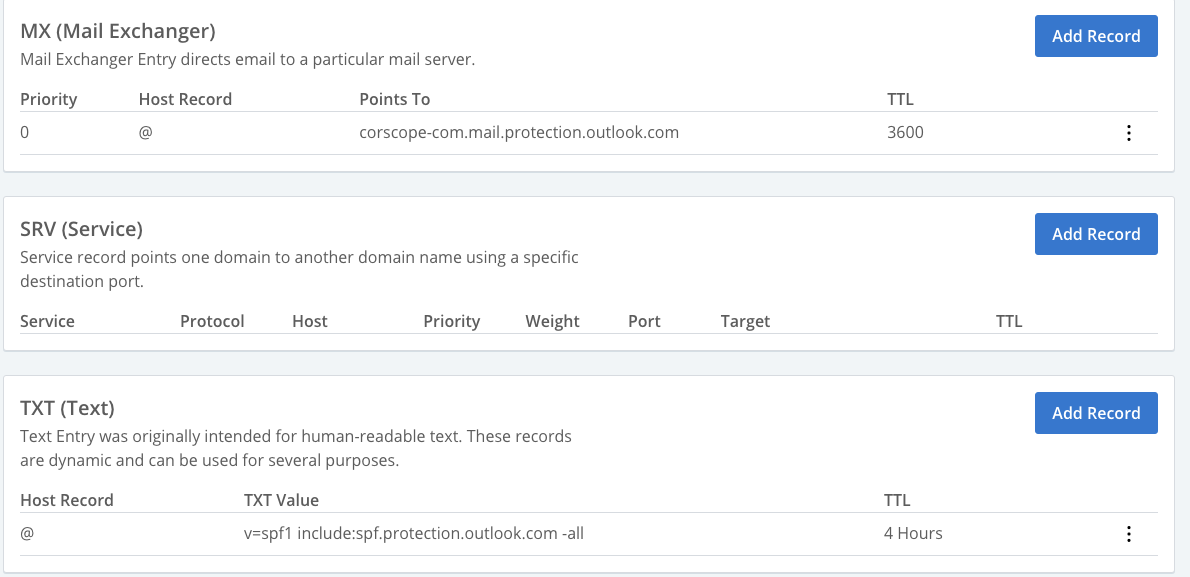 MX (Mail Exchanger)
Add Record
Mail Exchanger Entry directs email to a particular mail server.
Priority Host Record Points To TTL
0 @ corscope-com.mail.protection.outlook.com 3600
SRV (Service)
Add Record
Service record points one domain to another domain name using a specific
destination port.
Service Protocol Host Priority Weight Port Target TTL
TXT (Text)
Add Record
Text Entry was originally intended for human-readable text. These records
are dynamic and can be used for several purposes.
Host Record TXT Value TTL
@ v=spf1 include:spf.protection.outlook.com -all 4 Hours